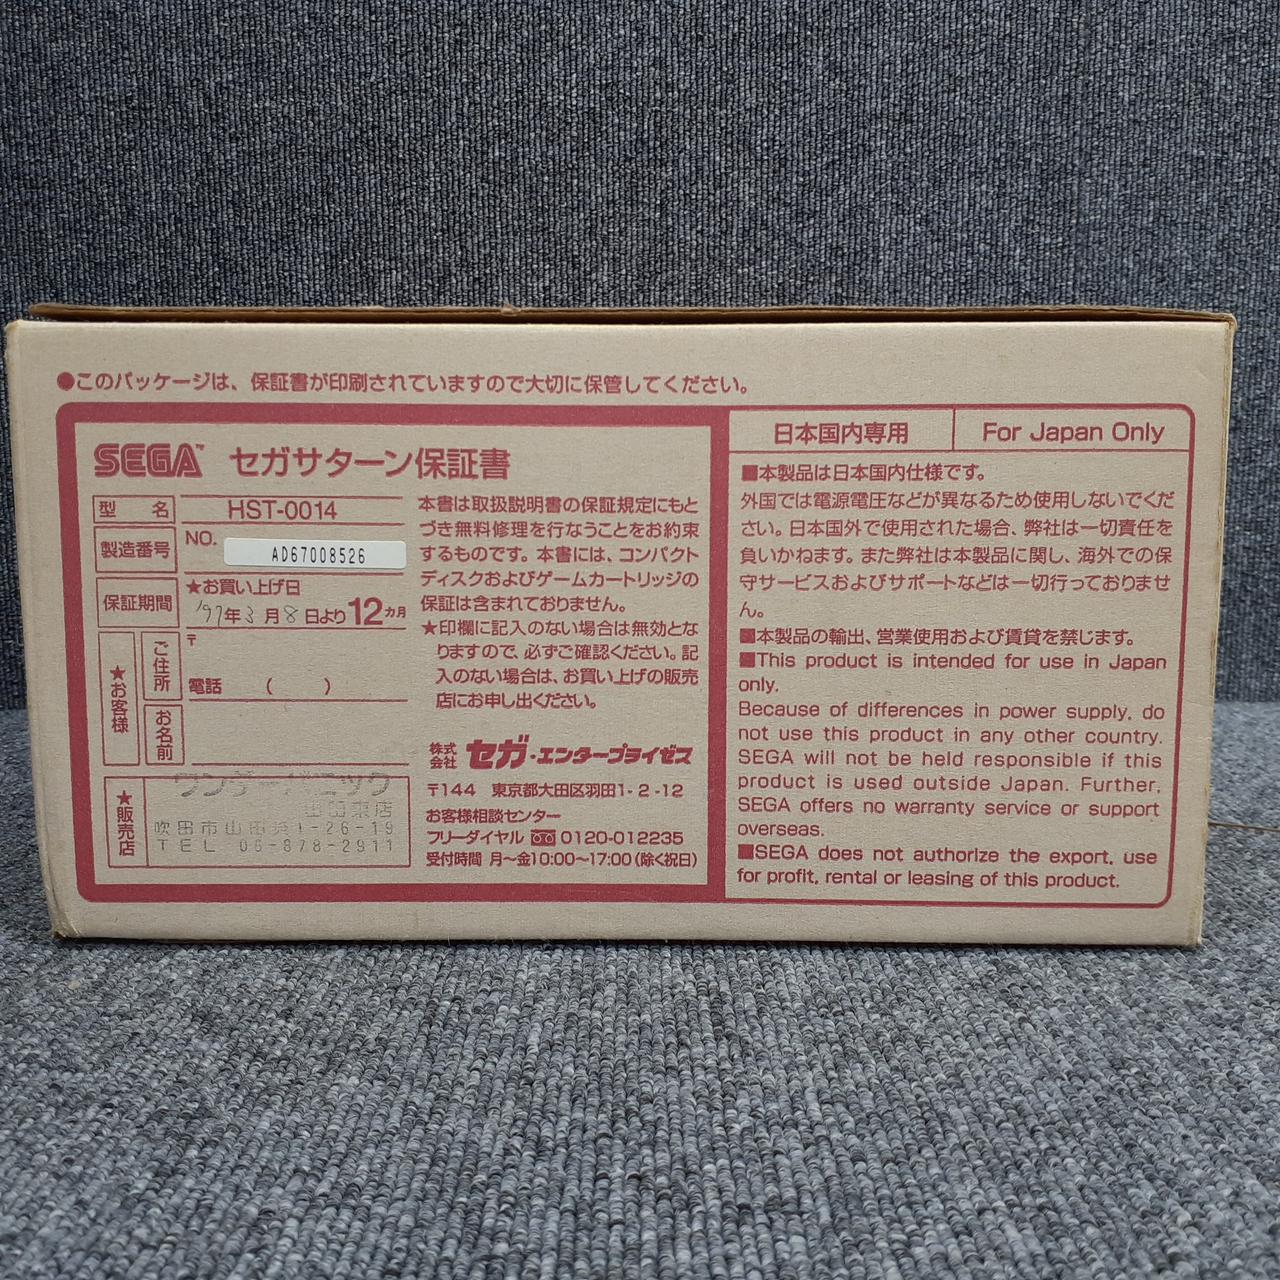 ●このパッケージは、保証書が印刷されていますので大切に保管してください。
SEGA™ セガサターン保証書
型 名 HST-0014
製造番号 NO. AD67008526
保証期間 ★お買い上げ日
'97年3月8日より12ヵ月
★お客様
ご住所 〒
電話 ( )
お名前
★販売店
山田東店
吹田市山田東1-26-19
TEL 06-878-2911
本書は取扱説明書の保証規定にもと
づき無料修理を行なうことをお約束
するものです。本書には、コンパクト
ディスクおよびゲームカートリッジの
保証は含まれておりません。
★印欄に記入のない場合は無効とな
りますので、必ずご確認ください。記
入のない場合は、お買い上げの販売
店にお申し出ください。
株式会社 セガ・エンタープライゼス
〒144 東京都大田区羽田1-2-12
お客様相談センター
フリーダイヤル 0120-012235
受付時間 月～金10:00～17:00(除く祝日)
日本国内専用 For Japan Only
■本製品は日本国内仕様です。
外国では電源電圧などが異なるため使用しないでくだ
さい。日本国外で使用された場合、弊社は一切責任を
負いかねます。また弊社は本製品に関し、海外での保
守サービスおよびサポートなどは一切行っておりませ
ん。
■本製品の輸出、営業使用および賃貸を禁じます。
■This product is intended for use in Japan
only.
Because of differences in power supply, do
not use this product in any other country.
SEGA will not be held responsible if this
product is used outside Japan. Further,
SEGA offers no warranty service or support
overseas.
■SEGA does not authorize the export, use
for profit, rental or leasing of this product.